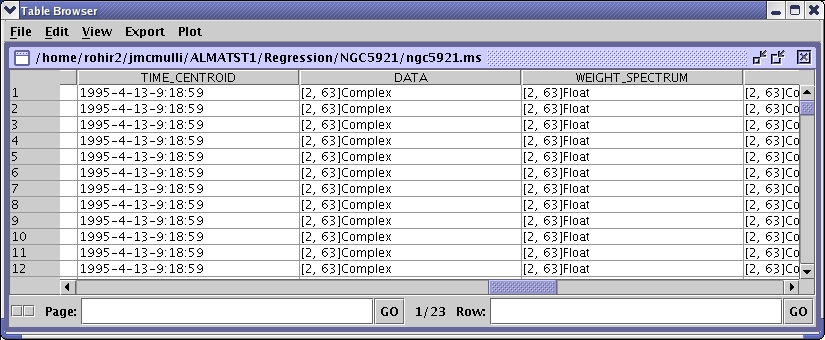 Table Browser
File Edit View Export Plot
/home/rohir2/jmcmulli/ALMATST1/Regression/NGC5921/ngc5921.ms
TIME_CENTROID DATA WEIGHT_SPECTRUM
1 1995-4-13-9:18:59 [2, 63]Complex [2, 63]Float [2, 63]Co
2 1995-4-13-9:18:59 [2, 63]Complex [2, 63]Float [2, 63]Co
3 1995-4-13-9:18:59 [2, 63]Complex [2, 63]Float [2, 63]Co
4 1995-4-13-9:18:59 [2, 63]Complex [2, 63]Float [2, 63]Co
5 1995-4-13-9:18:59 [2, 63]Complex [2, 63]Float [2, 63]Co
6 1995-4-13-9:18:59 [2, 63]Complex [2, 63]Float [2, 63]Co
7 1995-4-13-9:18:59 [2, 63]Complex [2, 63]Float [2, 63]Co
8 1995-4-13-9:18:59 [2, 63]Complex [2, 63]Float [2, 63]Co
9 1995-4-13-9:18:59 [2, 63]Complex [2, 63]Float [2, 63]Co
10 1995-4-13-9:18:59 [2, 63]Complex [2, 63]Float [2, 63]Co
11 1995-4-13-9:18:59 [2, 63]Complex [2, 63]Float [2, 63]Co
12 1995-4-13-9:18:59 [2, 63]Complex [2, 63]Float [2, 63]Co
Page: GO 1/23 Row: GO